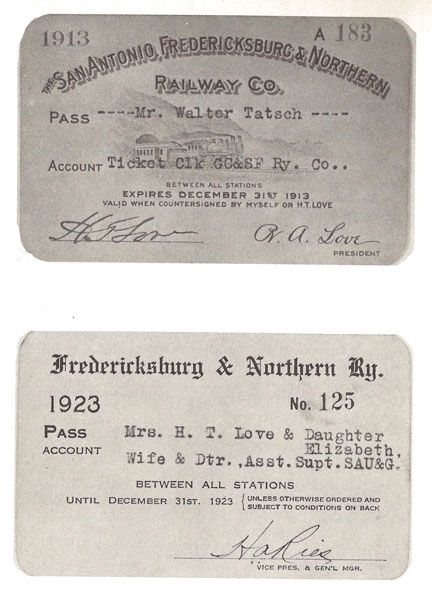 1913
A 183
THE SAN ANTONIO, FREDERICKSBURG & NORTHERN
RAILWAY CO.
PASS ----Mr. Walter Tatsch ----
ACCOUNT Ticket Clk GC&SF Ry. Co..
BETWEEN ALL STATIONS
EXPIRES DECEMBER 31ST 1913
VALID WHEN COUNTERSIGNED BY MYSELF OR H.T. LOVE
H T Love R. A. Love
PRESIDENT
Fredericksburg & Northern Ry.
1923 No. 125
PASS Mrs. H. T. Love & Daughter
Elizabeth,
ACCOUNT Wife & Dtr.,Asst.Supt.SAU&G.
BETWEEN ALL STATIONS
UNTIL DECEMBER 31ST. 1923 { UNLESS OTHERWISE ORDERED AND
SUBJECT TO CONDITIONS ON BACK
VICE PRES. & GEN'L MGR.